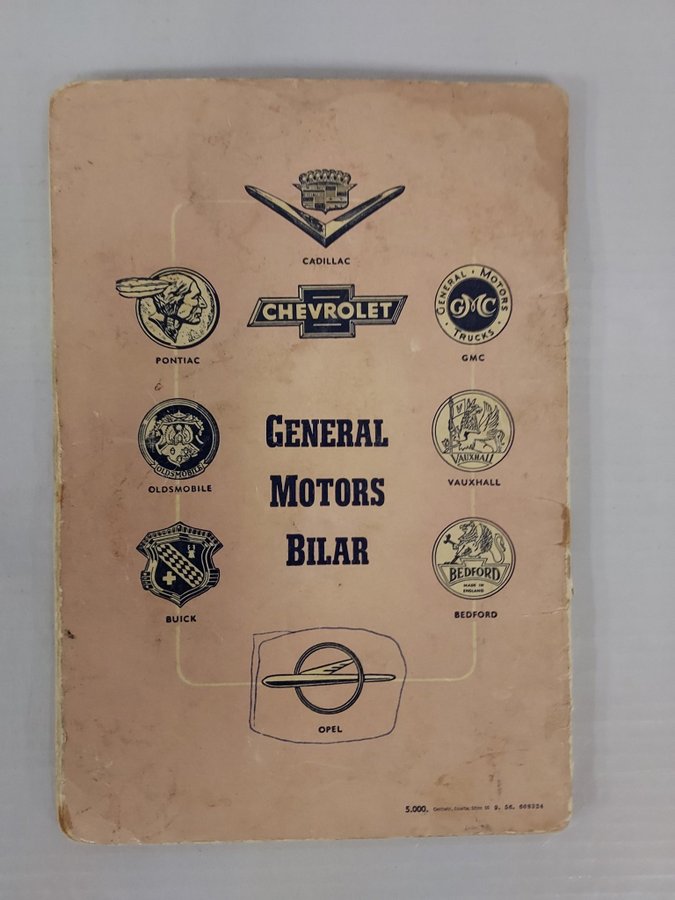 CADILLAC
CHEVROLET
GENERAL • MOTORS
GMC
TRUCKS
PONTIAC
GMC
GENERAL
MOTORS
BILAR
OLDSMOBILE
OLDSMOBILE
VAUXHALL
VAUXHALL
BEDFORD
MADE IN
ENGLAND
BUICK
BEDFORD
OPEL
5.000.